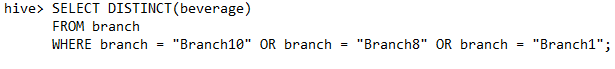 hive> SELECT DISTINCT(beverage)
FROM branch
WHERE branch = "Branch10" OR branch = "Branch8" OR branch = "Branch1";